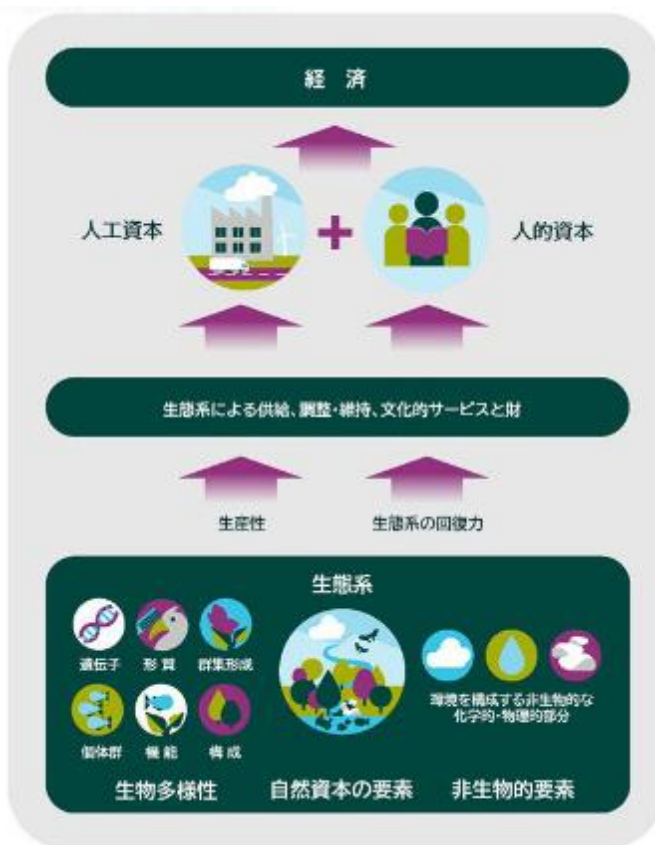 経 済
人工資本
人的資本
生態系による供給、調整・維持、文化的サービスと財
生産性
生態系の回復力
生態系
遺伝子 形 質 群集形成
個体群 機 能 構 成
環境を構成する非生物的な
化学的・物理的部分
生物多様性 自然資本の要素 非生物的要素